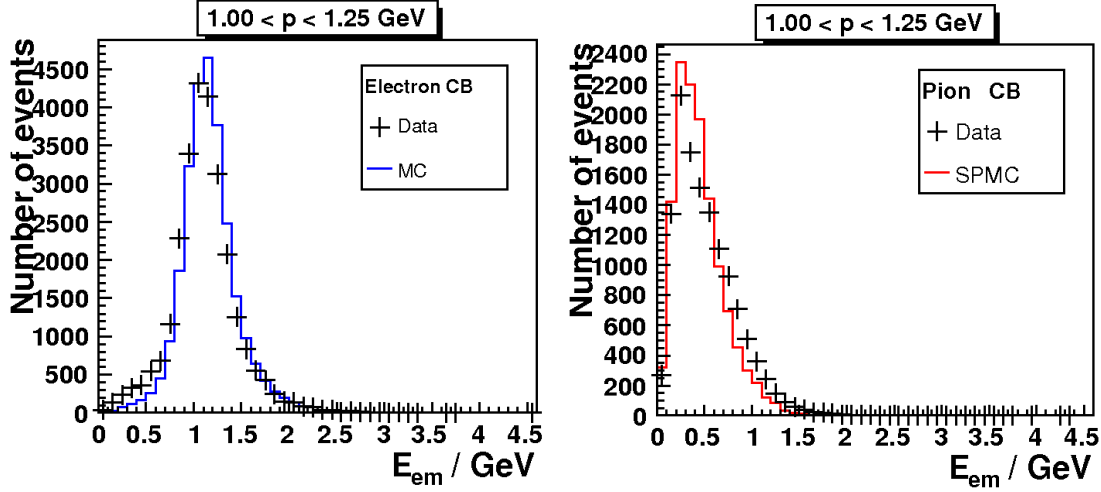 1.00 < p < 1.25 GeV
Number of events
4500
4000
3500
3000
2500
2000
1500
1000
500
0
Electron CB
Data
MC
0 0.5 1 1.5 2 2.5 3 3.5 4 4.5
E_em / GeV
1.00 < p < 1.25 GeV
Number of events
2400
2200
2000
1800
1600
1400
1200
1000
800
600
400
200
0
Pion CB
Data
SPMC
0 0.5 1 1.5 2 2.5 3 3.5 4 4.5
E_em / GeV